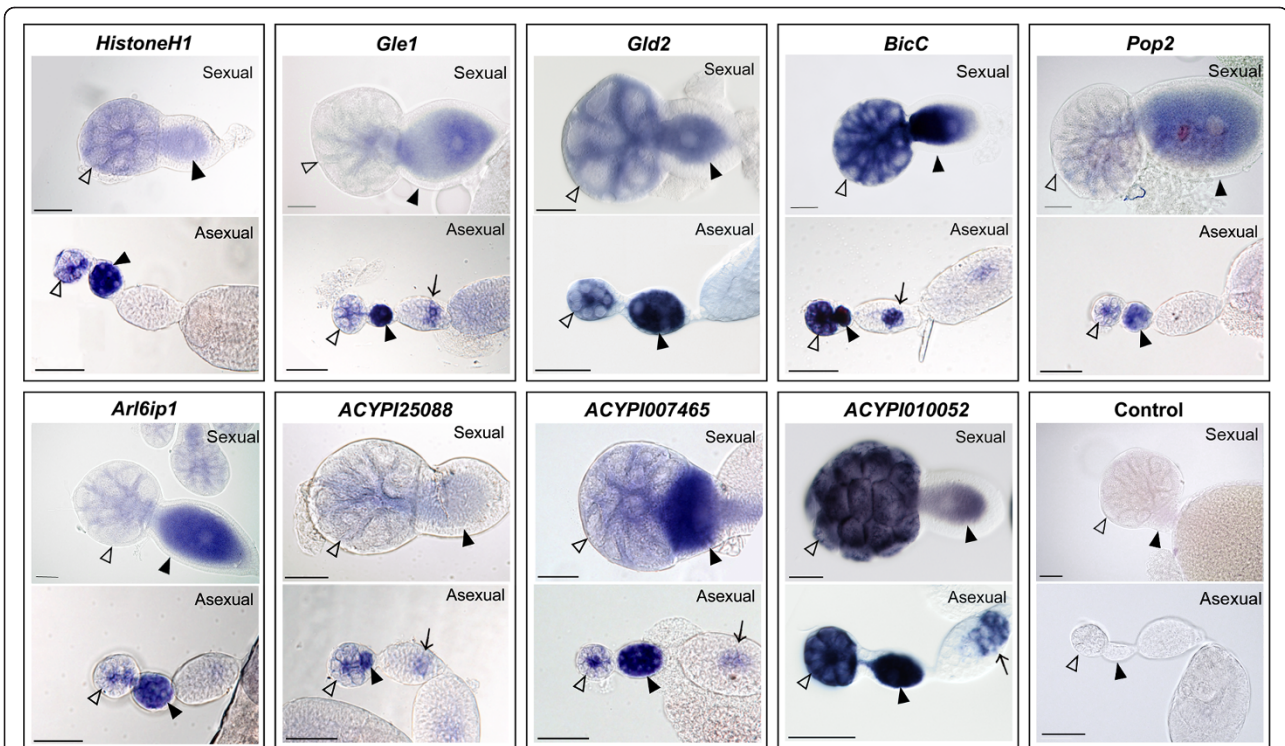 HistoneH1
Sexual
Asexual
Gle1
Sexual
Asexual
Gld2
Sexual
Asexual
BicC
Sexual
Asexual
Pop2
Sexual
Asexual
Arl6ip1
Sexual
Asexual
ACYPI25088
Sexual
Asexual
ACYPI007465
Sexual
Asexual
ACYPI010052
Sexual
Asexual
Control
Sexual
Asexual